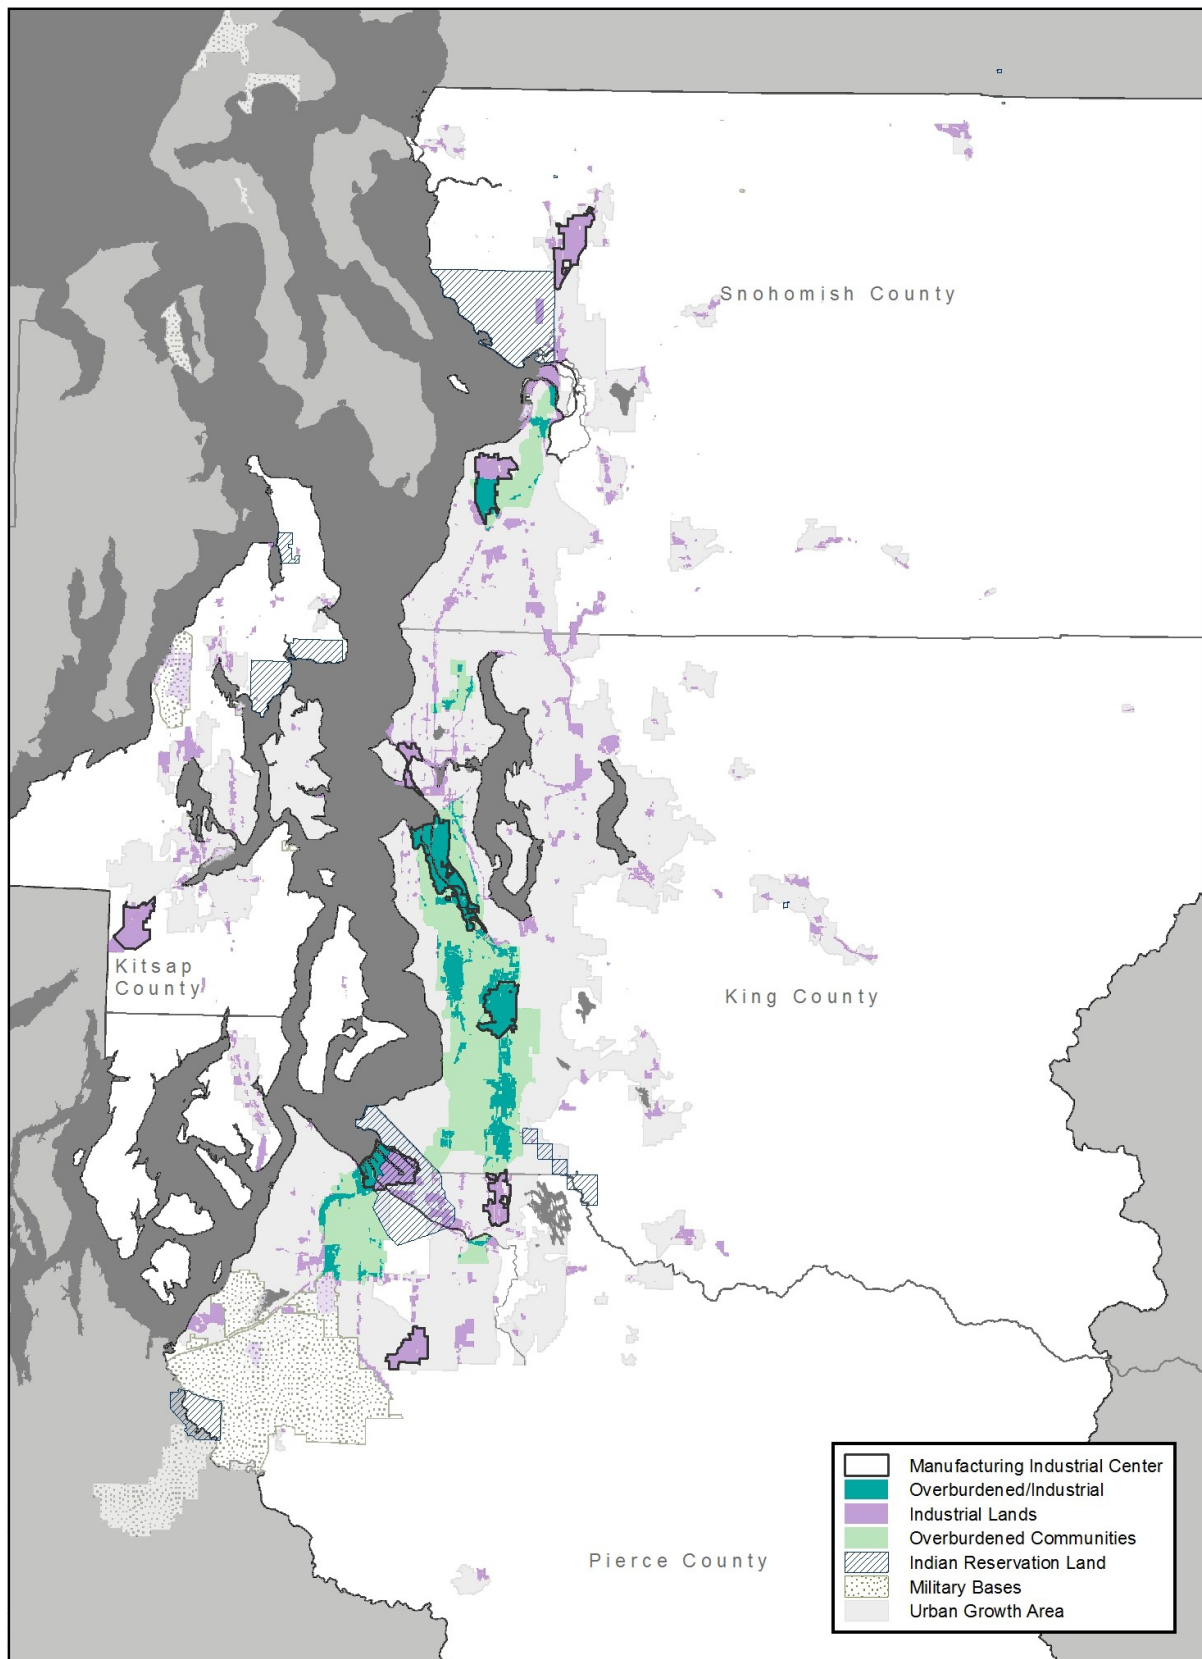 Snohomish County
Kitsap
County
King County
Pierce County
Manufacturing Industrial Center
Overburdened/Industrial
Industrial Lands
Overburdened Communities
Indian Reservation Land
Military Bases
Urban Growth Area